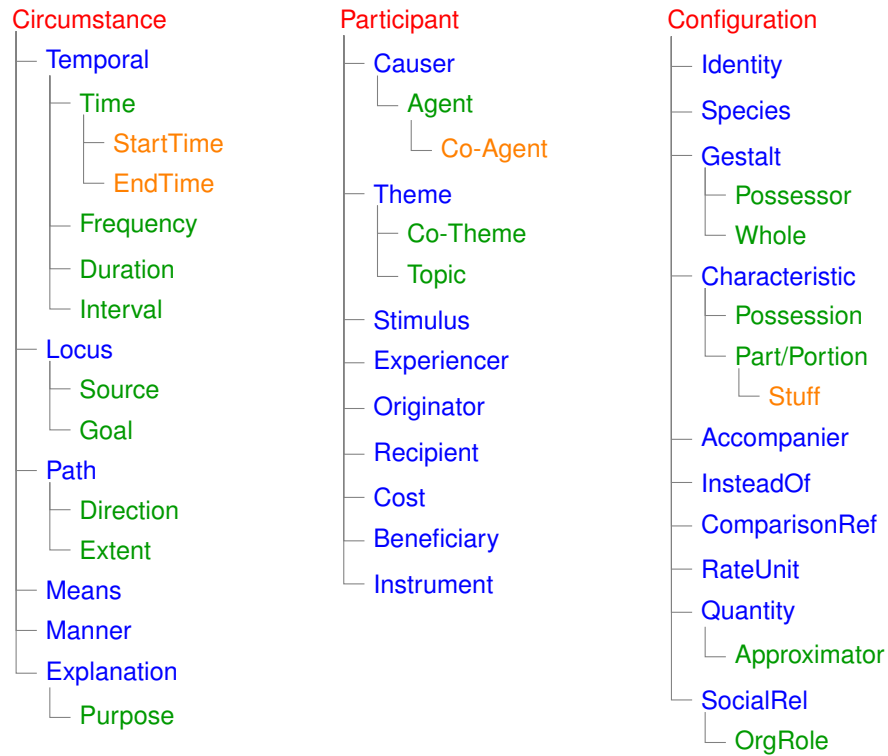 Circumstance
Temporal
Time
StartTime
EndTime
Frequency
Duration
Interval
Locus
Source
Goal
Path
Direction
Extent
Means
Manner
Explanation
Purpose
Participant
Causer
Agent
Co-Agent
Theme
Co-Theme
Topic
Stimulus
Experiencer
Originator
Recipient
Cost
Beneficiary
Instrument
Configuration
Identity
Species
Gestalt
Possessor
Whole
Characteristic
Possession
Part/Portion
Stuff
Accompanier
InsteadOf
ComparisonRef
RateUnit
Quantity
Approximator
SocialRel
OrgRole